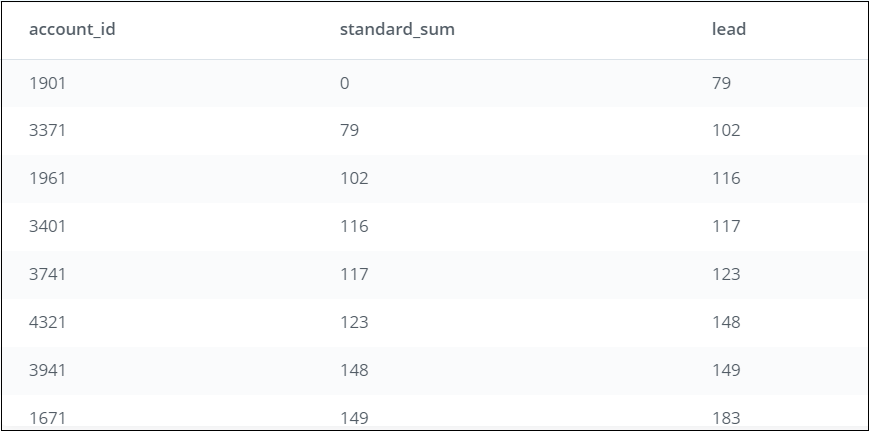 account_id standard_sum lead
1901 0 79
3371 79 102
1961 102 116
3401 116 117
3741 117 123
4321 123 148
3941 148 149
1671 149 183